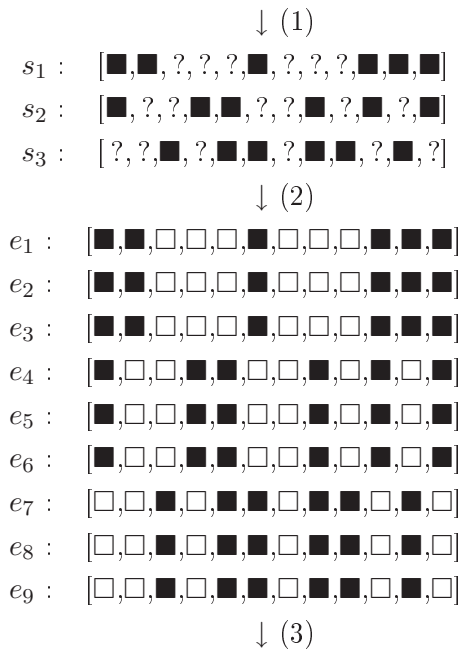 ↓ (1)
s₁ : [■,■,?,?,?,■,?,?,?,■,■,■]
s₂ : [■,?,?,■,■,?,?,■,?,■,?,■]
s₃ : [?,?,■,?,■,■,?,■,■,?,■,?]
↓ (2)
e₁ : [■,■,□,□,□,■,□,□,□,■,■,■]
e₂ : [■,■,□,□,□,■,□,□,□,■,■,■]
e₃ : [■,■,□,□,□,■,□,□,□,■,■,■]
e₄ : [■,□,□,■,■,□,□,■,□,■,□,■]
e₅ : [■,□,□,■,■,□,□,■,□,■,□,■]
e₆ : [■,□,□,■,■,□,□,■,□,■,□,■]
e₇ : [□,□,■,□,■,■,□,■,■,□,■,□]
e₈ : [□,□,■,□,■,■,□,■,■,□,■,□]
e₉ : [□,□,■,□,■,■,□,■,■,□,■,□]
↓ (3)